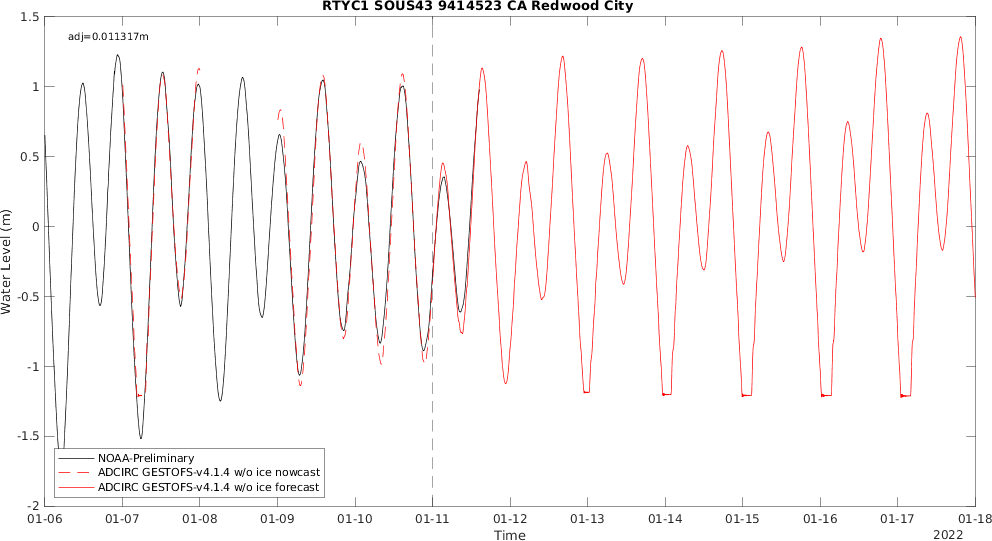 RTYC1 SOUS43 9414523 CA Redwood City
adj=0.011317m
1.5
1
0.5
0
-0.5
-1
-1.5
-2
Water Level (m)
NOAA-Preliminary
ADCIRC GESTOFS-v4.1.4 w/o ice nowcast
ADCIRC GESTOFS-v4.1.4 w/o ice forecast
01-06 01-07 01-08 01-09 01-10 01-11 01-12 01-13 01-14 01-15 01-16 01-17 01-18
Time
2022